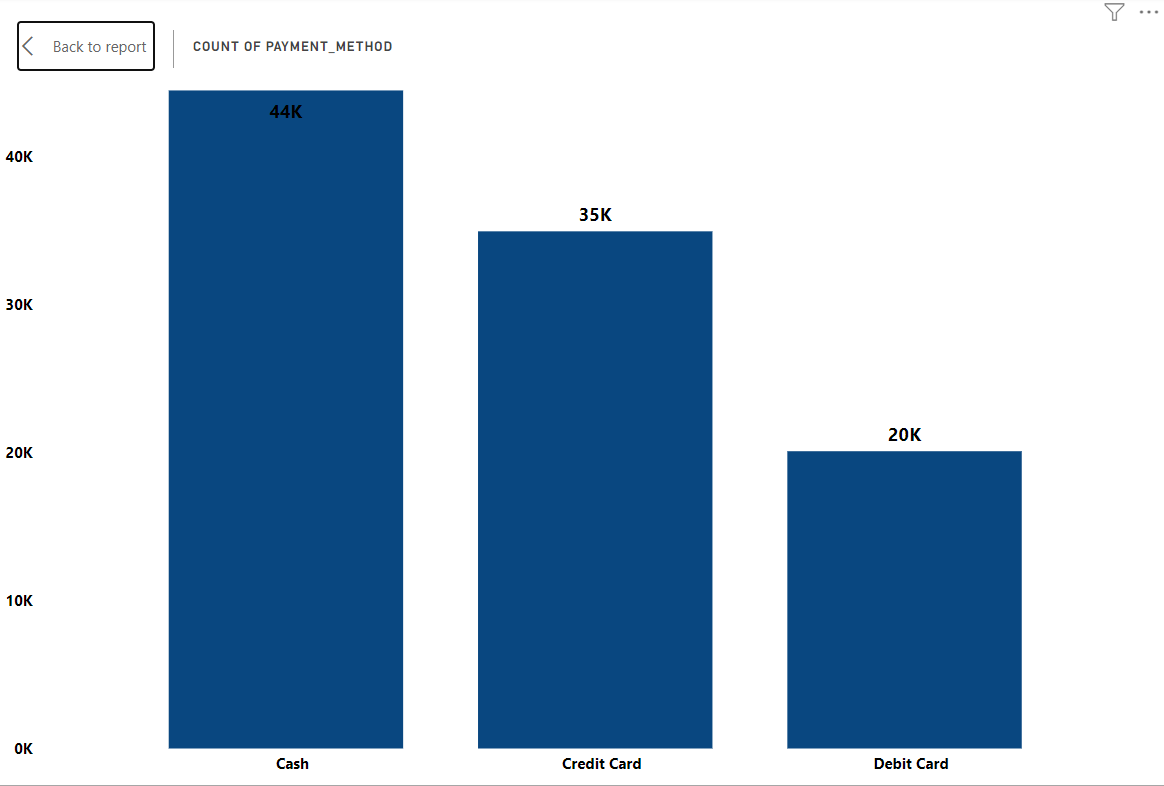 Back to report
COUNT OF PAYMENT_METHOD
44K
40K
35K
30K
20K
20K
10K
0K
Cash Credit Card Debit Card